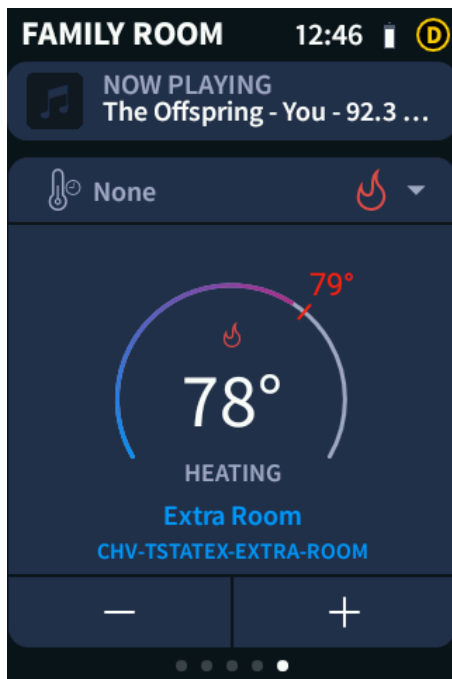 FAMILY ROOM 12:46 D
NOW PLAYING
The Offspring - You - 92.3 ...
None
79°
78°
HEATING
Extra Room
CHV-TSTATEX-EXTRA-ROOM
— +